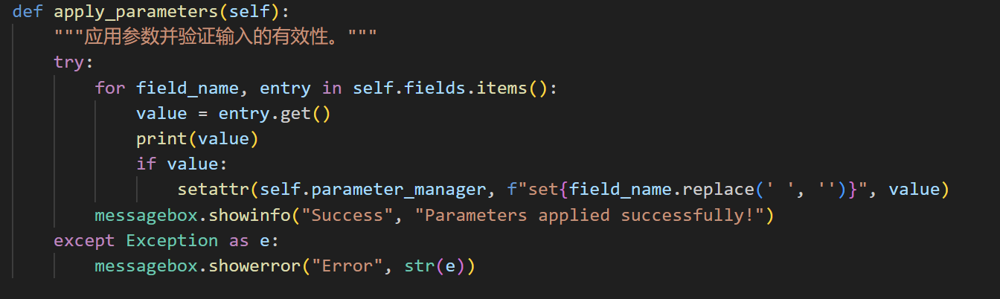 def apply_parameters(self):
    """应用参数并验证输入的有效性。"""
    try:
        for field_name, entry in self.fields.items():
            value = entry.get()
            print(value)
            if value:
                setattr(self.parameter_manager, f"set{field_name.replace(' ', '')}", value)
        messagebox.showinfo("Success", "Parameters applied successfully!")
    except Exception as e:
        messagebox.showerror("Error", str(e))